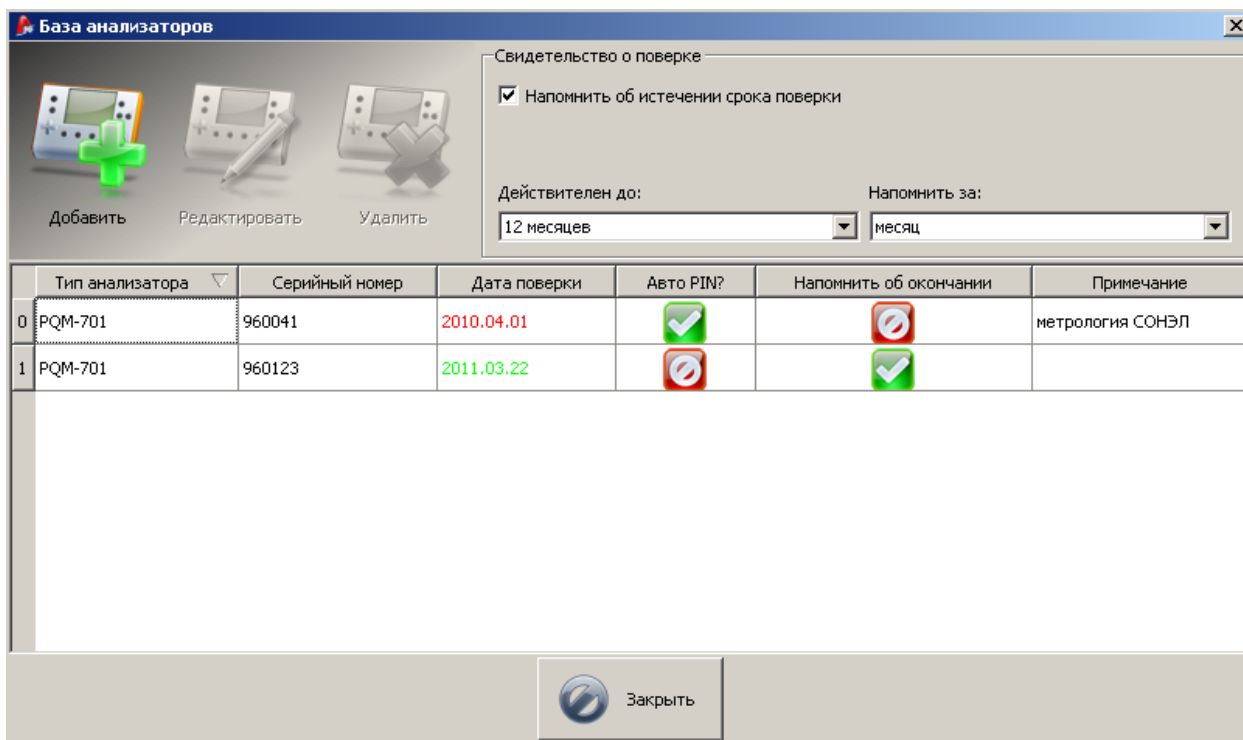 База анализаторов
Свидетельство о поверке
Напомнить об истечении срока поверки
Добавить Редактировать Удалить
Действителен до: Напомнить за:
12 месяцев месяц
Тип анализатора Серийный номер Дата поверки Авто PIN? Напомнить об окончании Примечание
0 PQM-701 960041 2010.04.01 метрология СОНЭЛ
1 PQM-701 960123 2011.03.22
Закрыть